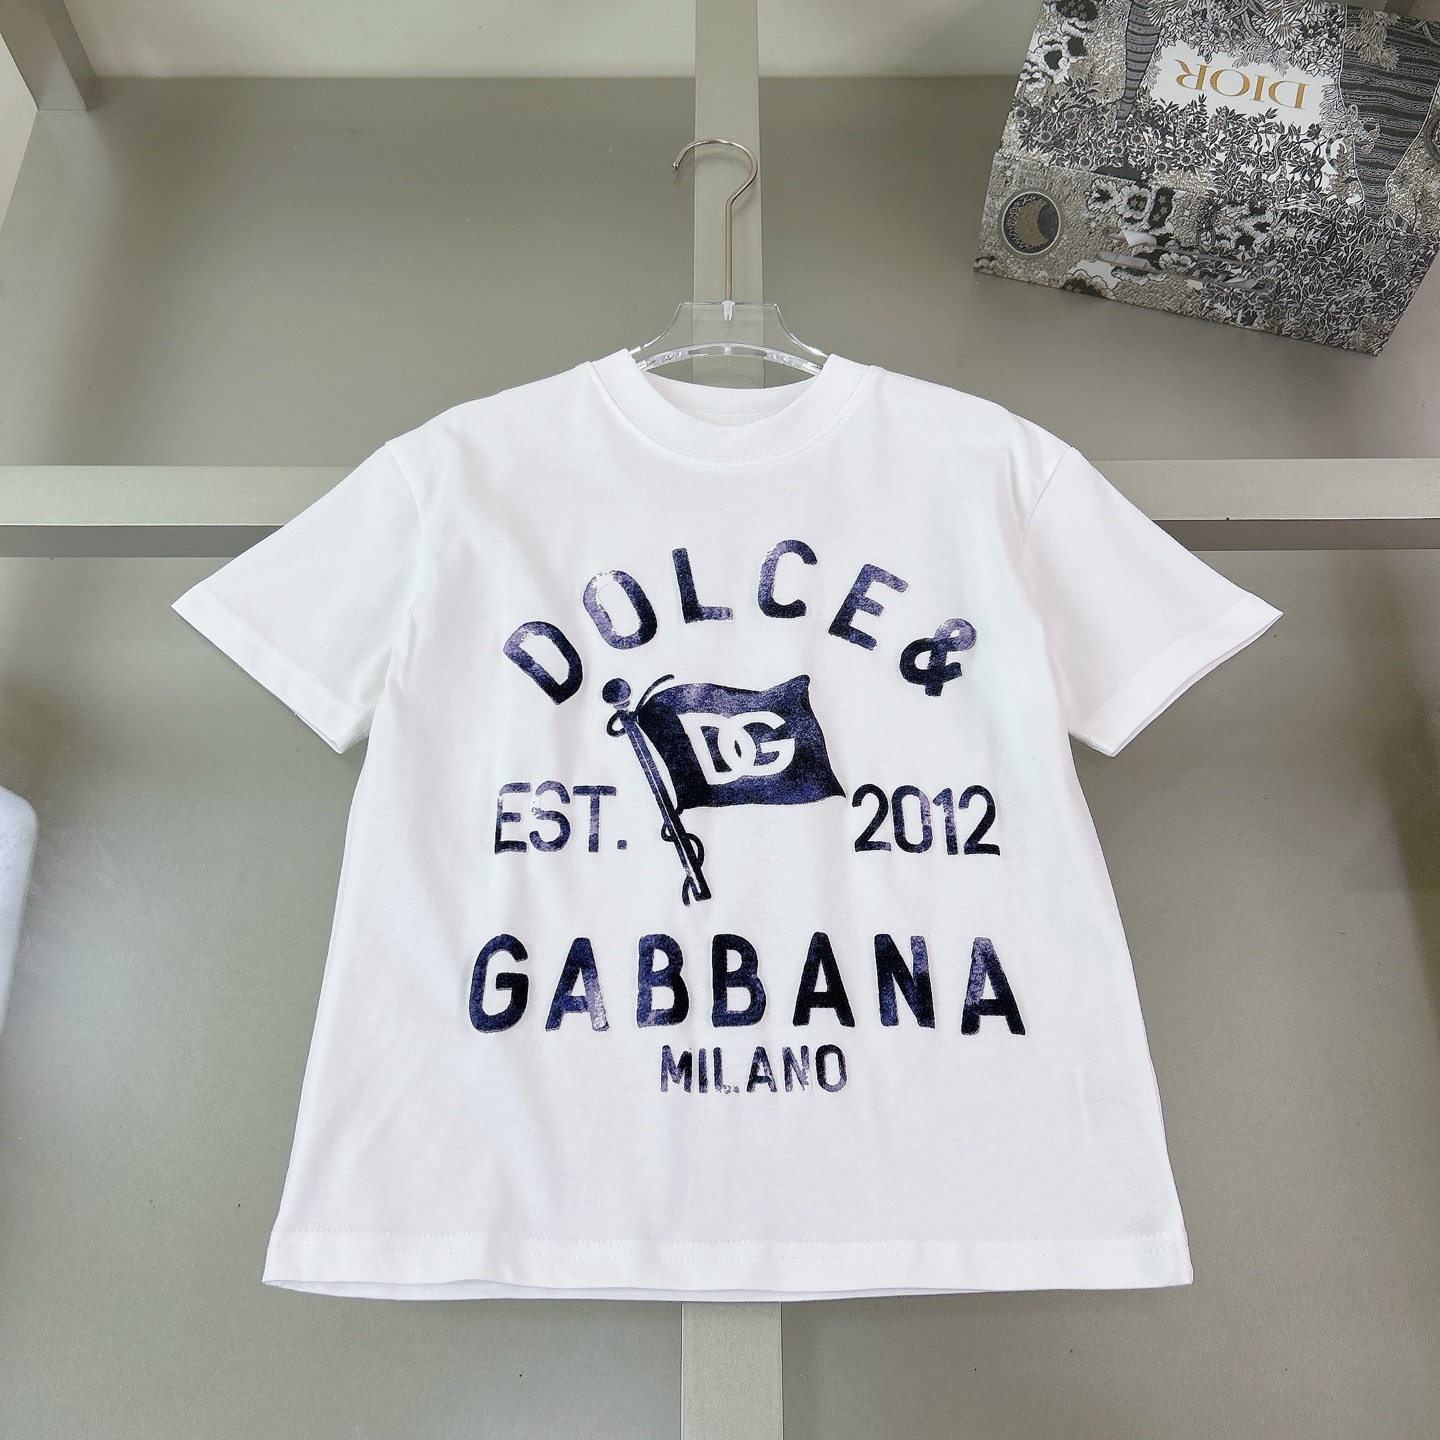 DIOR
DOLCE&
DG
EST. 2012
GABBANA
MILANO